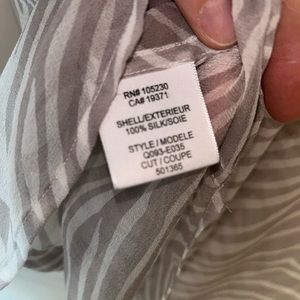 RN# 105230
CA# 19371
SHELL/EXTERIEUR
100% SILK/SOIE
STYLE / MODELE
Q093-E035
CUT / COUPE
501365